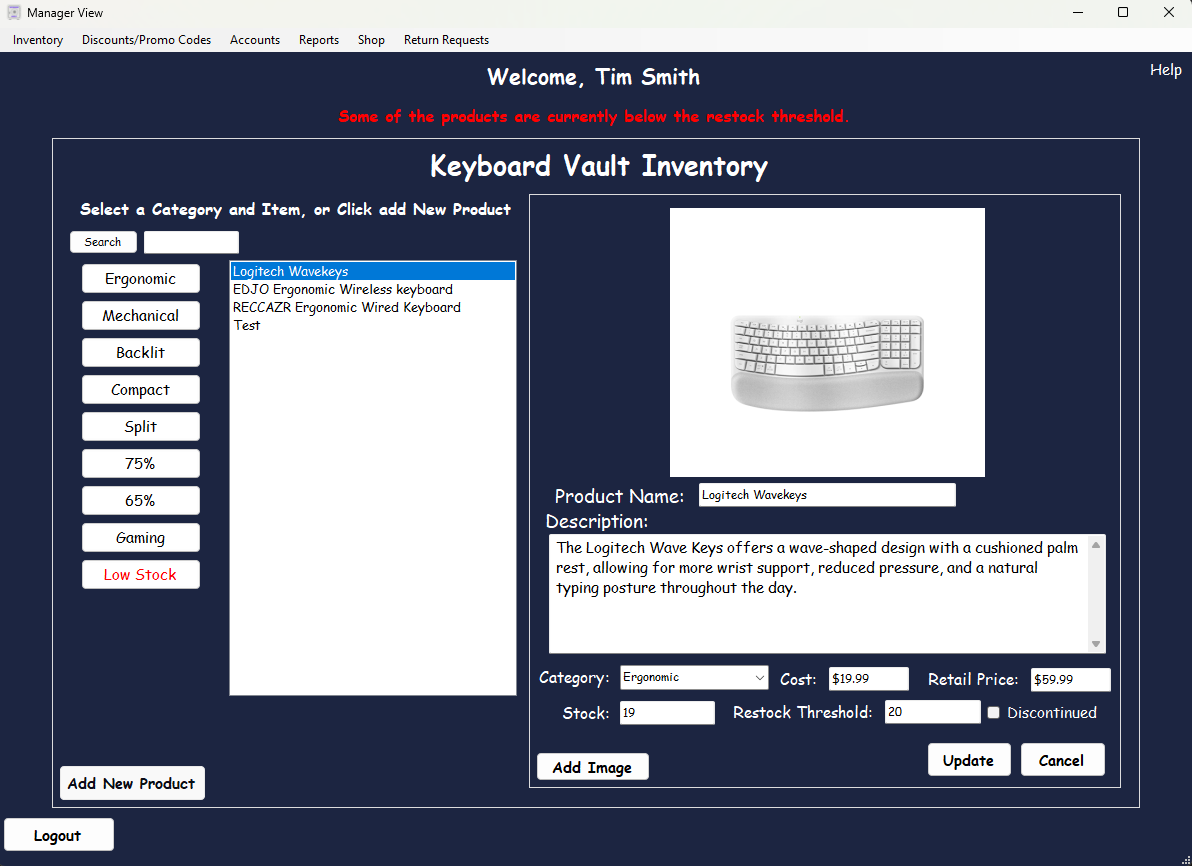 Manager View
Inventory Discounts/Promo Codes Accounts Reports Shop Return Requests
Help
Welcome, Tim Smith
Some of the products are currently below the restock threshold.
Keyboard Vault Inventory
Select a Category and Item, or Click add New Product
Search
Ergonomic
Mechanical
Backlit
Compact
Split
75%
65%
Gaming
Low Stock
Logitech Wavekeys
EDJO Ergonomic Wireless keyboard
RECCAZR Ergonomic Wired Keyboard
Test
Product Name: Logitech Wavekeys
Description:
The Logitech Wave Keys offers a wave-shaped design with a cushioned palm
rest, allowing for more wrist support, reduced pressure, and a natural
typing posture throughout the day.
Category: Ergonomic Cost: $19.99 Retail Price: $59.99
Stock: 19 Restock Threshold: 20 Discontinued
Add Image Update Cancel
Add New Product
Logout